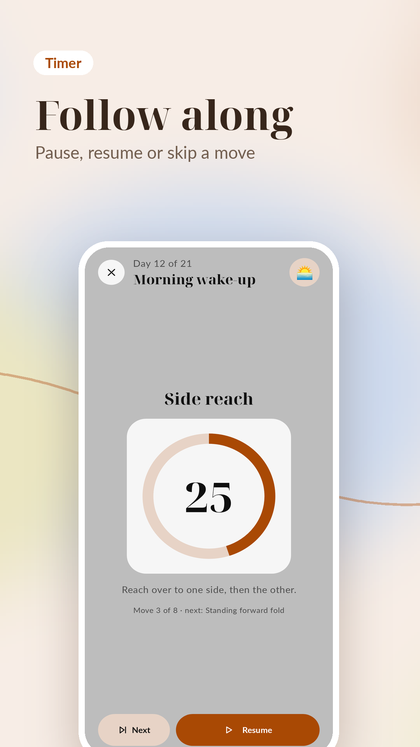 Timer
Follow along
Pause, resume or skip a move
Day 12 of 21
Morning wake-up
Side reach
25
Reach over to one side, then the other.
Move 3 of 8 · next: Standing forward fold
Next
Resume